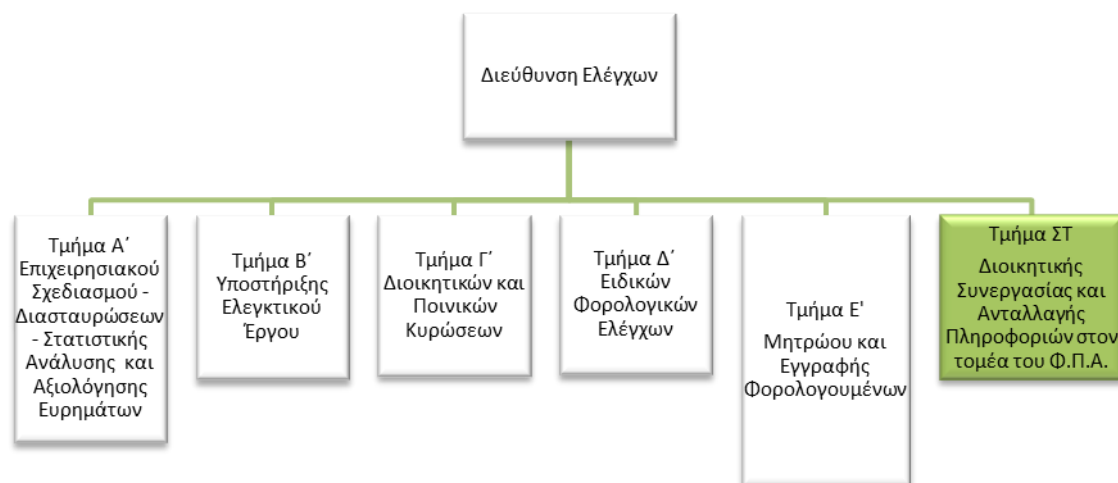 Διεύθυνση Ελέγχων
Τμήμα Α΄
Επιχειρησιακού
Σχεδιασμού -
Διασταυρώσεων
- Στατιστικής
Ανάλυσης και
Αξιολόγησης
Ευρημάτων
Τμήμα Β΄
Υποστήριξης
Ελεγκτικού
Έργου
Τμήμα Γ΄
Διοικητικών και
Ποινικών
Κυρώσεων
Τμήμα Δ΄
Ειδικών
Φορολογικών
Ελέγχων
Τμήμα Ε'
Μητρώου και
Εγγραφής
Φορολογουμένων
Τμήμα ΣΤ
Διοικητικής
Συνεργασίας και
Ανταλλαγής
Πληροφοριών στον
τομέα του Φ.Π.Α.